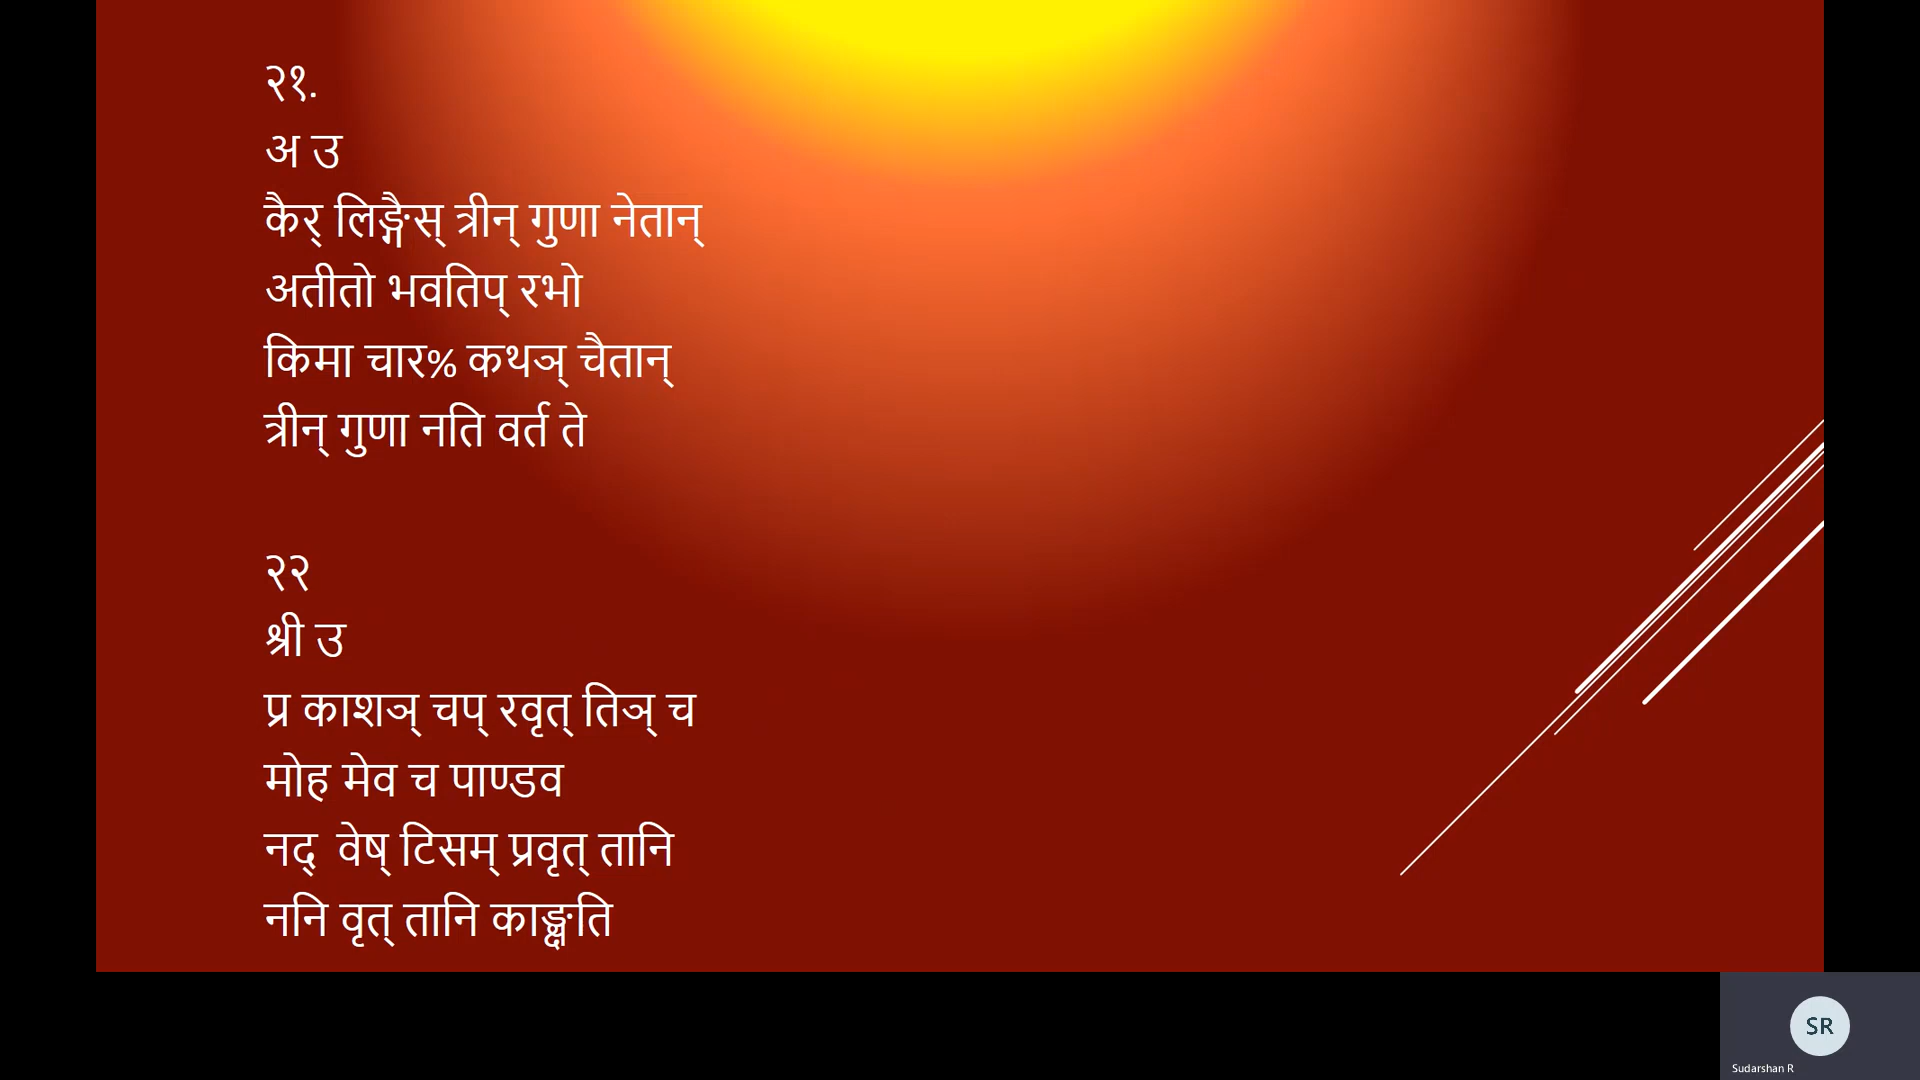 २१.
अ उ
कैर् लिङ्गैस् त्रीन् गुणा नेतान्
अतीतो भवतिप् रभो
किमा चार% कथञ् चैतान्
त्रीन् गुणा नति वर्त ते
२२
श्री उ
प्र काशञ् चप् रवृत् तिञ् च
मोह मेव च पाण्डव
नद्  वेष् टिसम् प्रवृत् तानि
ननि वृत् तानि काङ्क्षति
SR
Sudarshan R